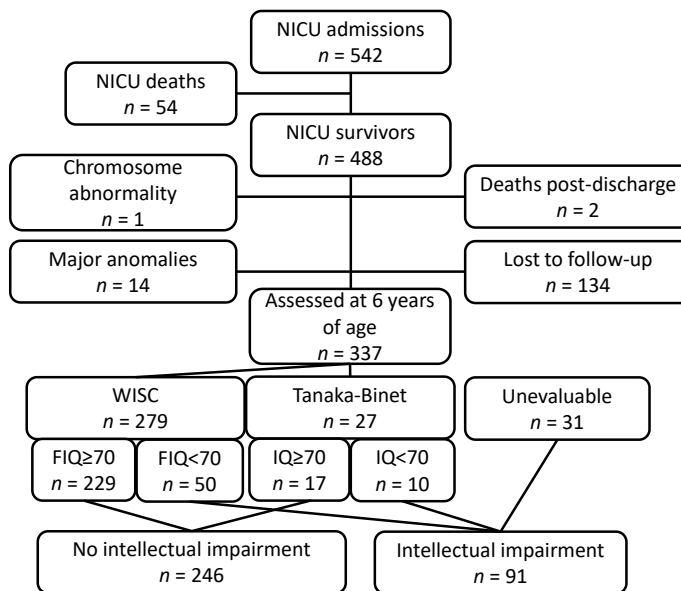 NICU admissions
n = 542
NICU deaths
n = 54
NICU survivors
n = 488
Chromosome
abnormality
n = 1
Deaths post-discharge
n = 2
Major anomalies
n = 14
Lost to follow-up
n = 134
Assessed at 6 years
of age
n = 337
WISC
n = 279
Tanaka-Binet
n = 27
Unevaluable
n = 31
FIQ≥70
n = 229
FIQ<70
n = 50
IQ≥70
n = 17
IQ<70
n = 10
No intellectual impairment
n = 246
Intellectual impairment
n = 91